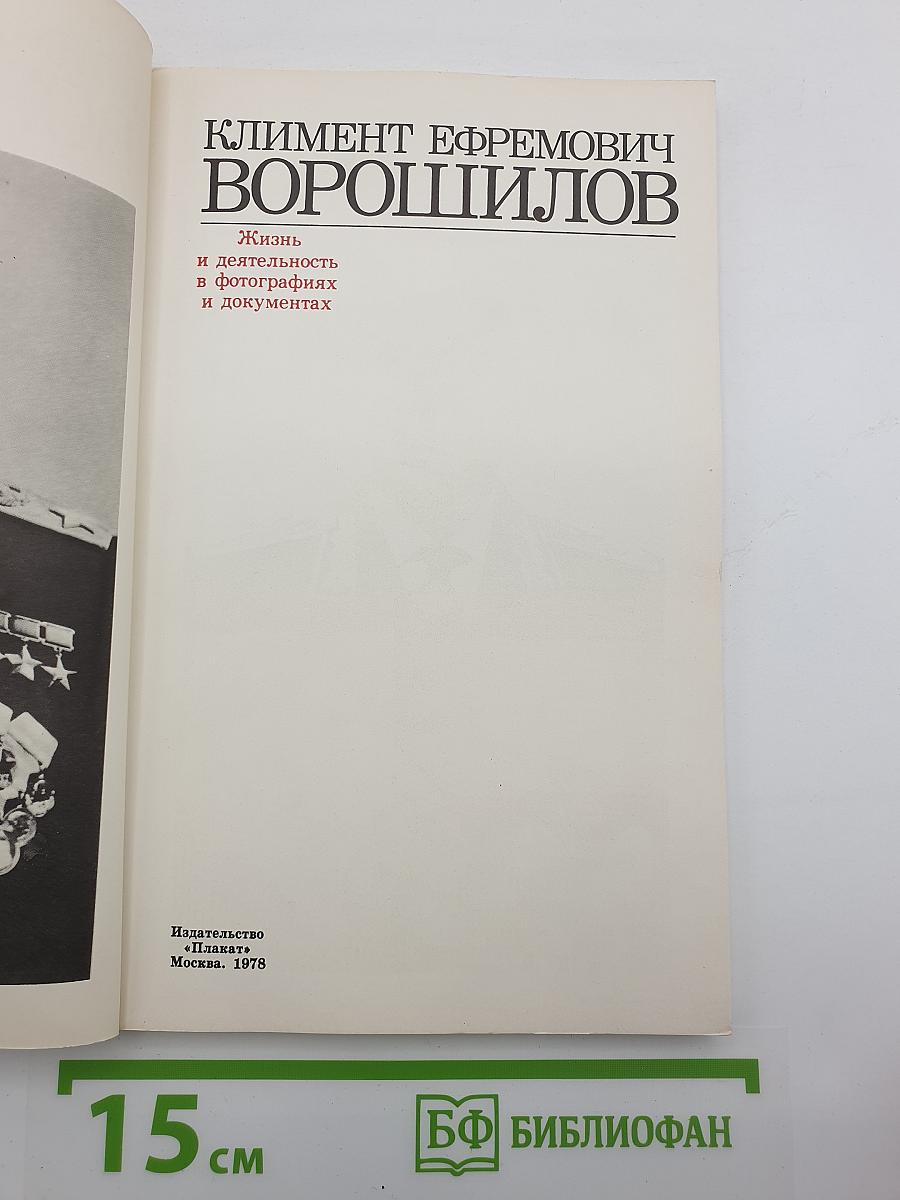 КЛИМЕНТ ЕФРЕМОВИЧ
ВОРОШИЛОВ
Жизнь
и деятельность
в фотографиях
и документах
Издательство
«Плакат»
Москва. 1978
15 см
БФ БИБЛИОФАН